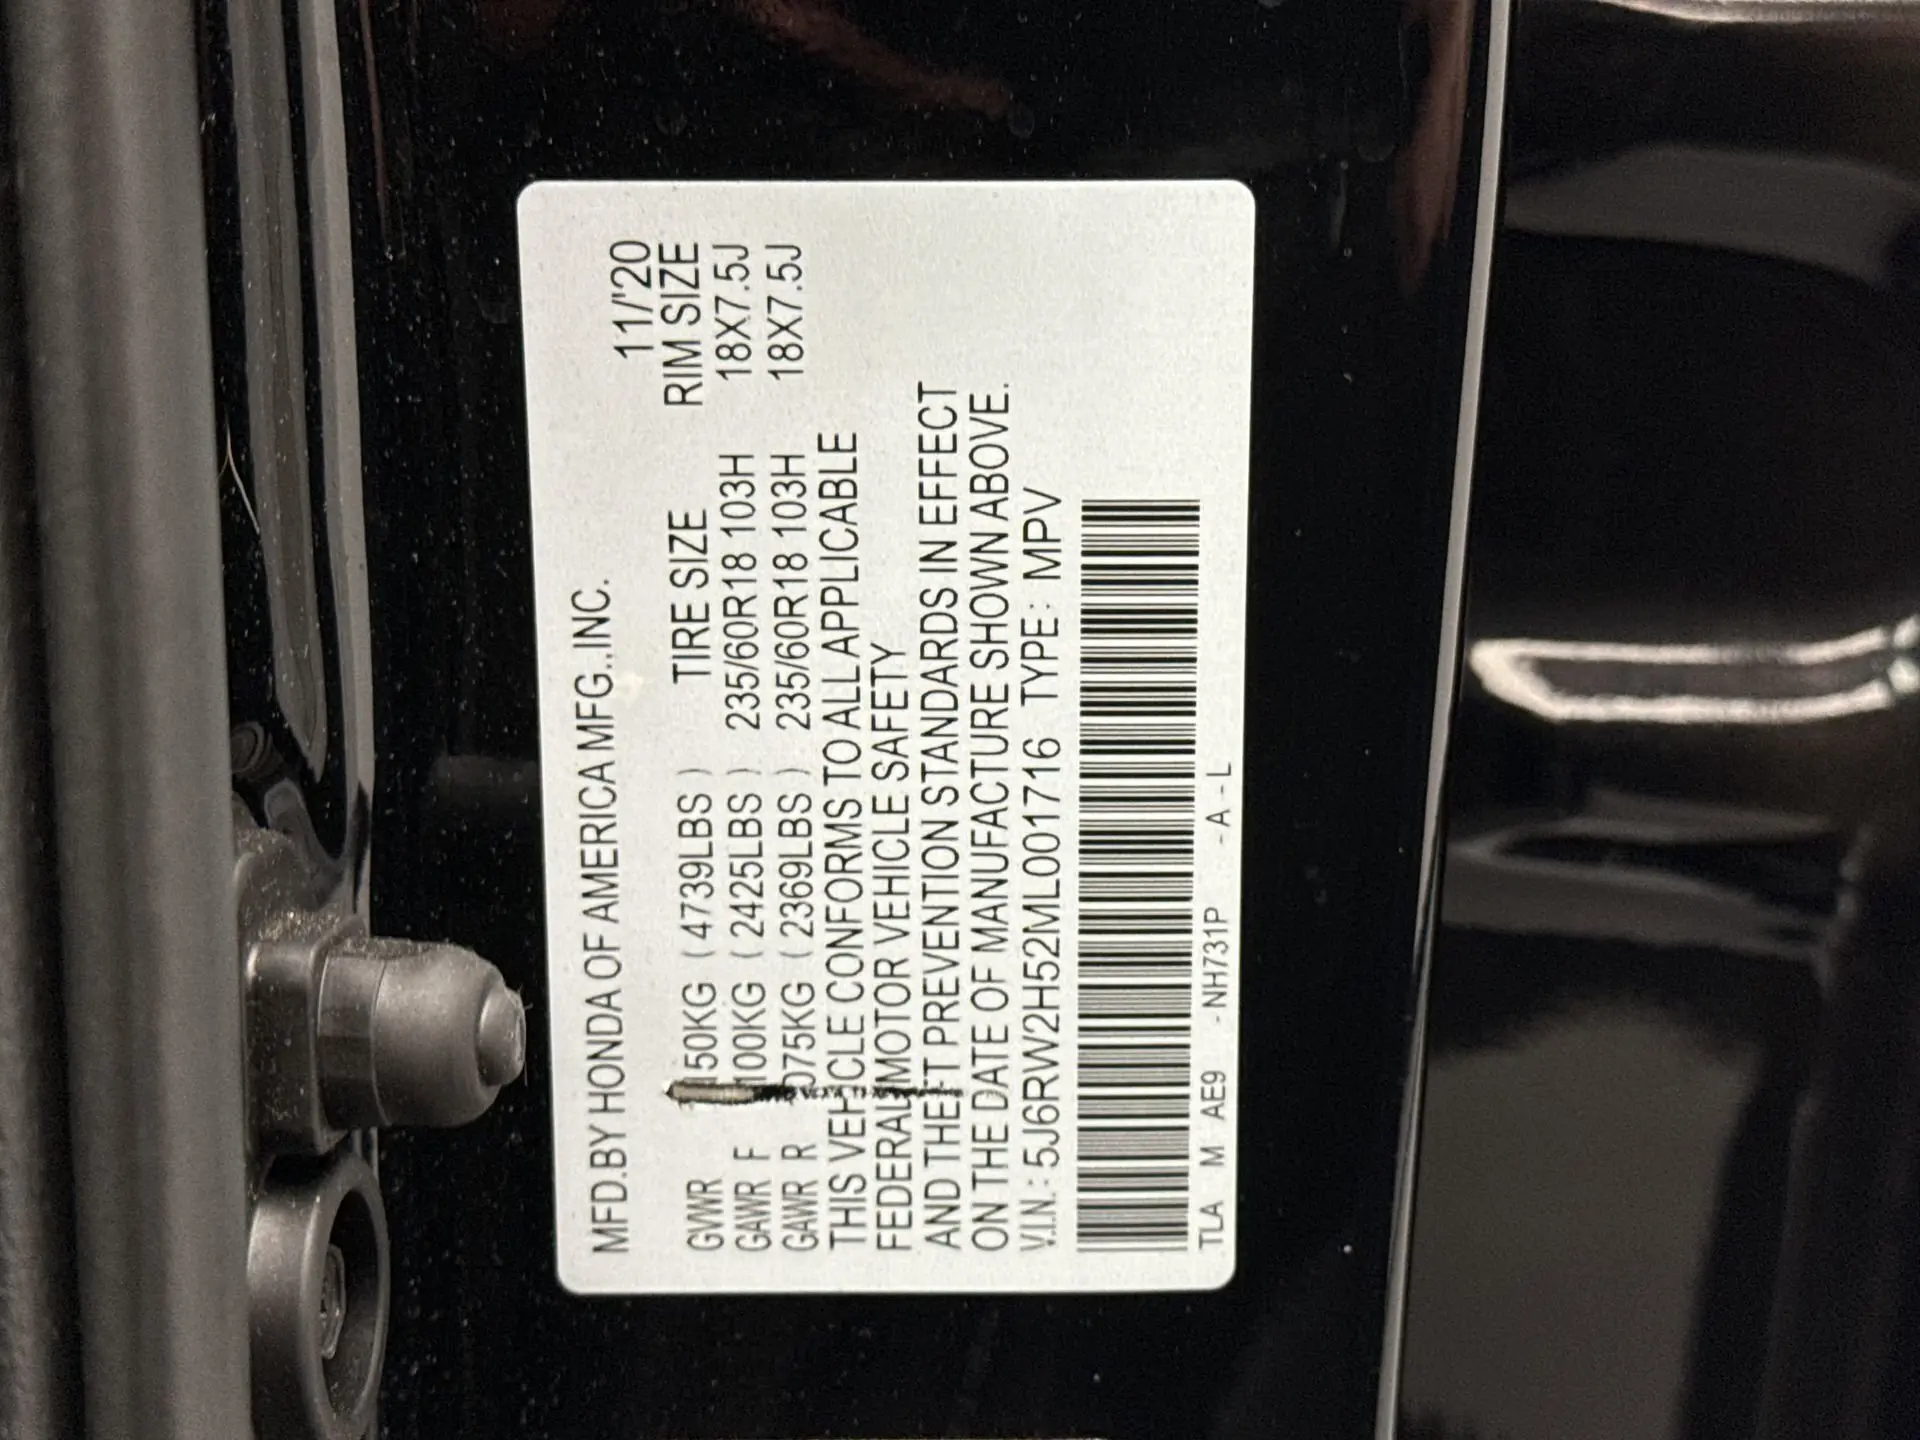 MFD.BY HONDA OF AMERICA MFG.,INC.
11/'20
TIRE SIZE RIM SIZE
GVWR 150KG ( 4739LBS )
GAWR F 100KG ( 2425LBS ) 235/60R18 103H 18X7.5J
GAWR R 075KG ( 2369LBS ) 235/60R18 103H 18X7.5J
THIS VEHICLE CONFORMS TO ALL APPLICABLE
FEDERAL MOTOR VEHICLE SAFETY
AND THEFT PREVENTION STANDARDS IN EFFECT
ON THE DATE OF MANUFACTURE SHOWN ABOVE.
V.I.N.: 5J6RW2H52ML001716 TYPE: MPV
TLA M AE9 -NH731P -A-L